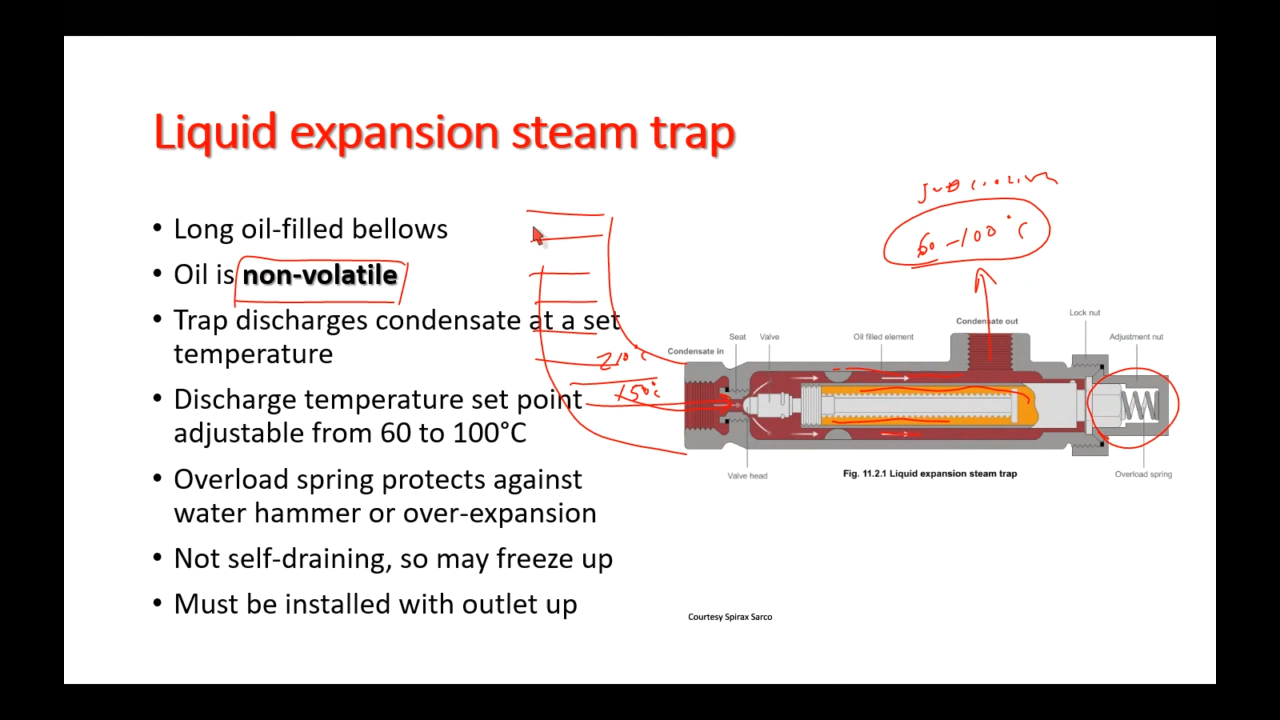 Liquid expansion steam trap
• Long oil-filled bellows
• Oil is non-volatile
• Trap discharges condensate at a set
temperature
• Discharge temperature set point
adjustable from 60 to 100°C
• Overload spring protects against
water hammer or over-expansion
• Not self-draining, so may freeze up
• Must be installed with outlet up
60-100°C
210°C
150°C
Condensate in
Seat
Valve
Oil filled element
Condensate out
Lock nut
Adjustment nut
Valve head
Overload spring
Fig. 11.2.1 Liquid expansion steam trap
Courtesy Spirax Sarco